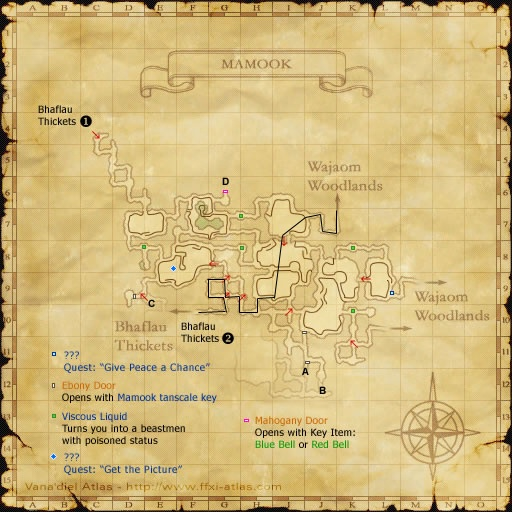 A B C D E F G H I J K L M N O
MAMOOK
Bhaflau
Thickets 1
Wajaom
Woodlands
D
C
Wajaom
Woodlands
Bhaflau
Thickets
Bhaflau
Thickets 2
A
B
???
Quest: "Give Peace a Chance"
Ebony Door
Opens with Mamook tanscale key
Viscous Liquid
Turns you into a beastmen
with poisoned status
???
Quest: "Get the Picture"
Mahogany Door
Opens with Key Item:
Blue Bell or Red Bell
Vana'diel Atlas - http://www.ffxi-atlas.com